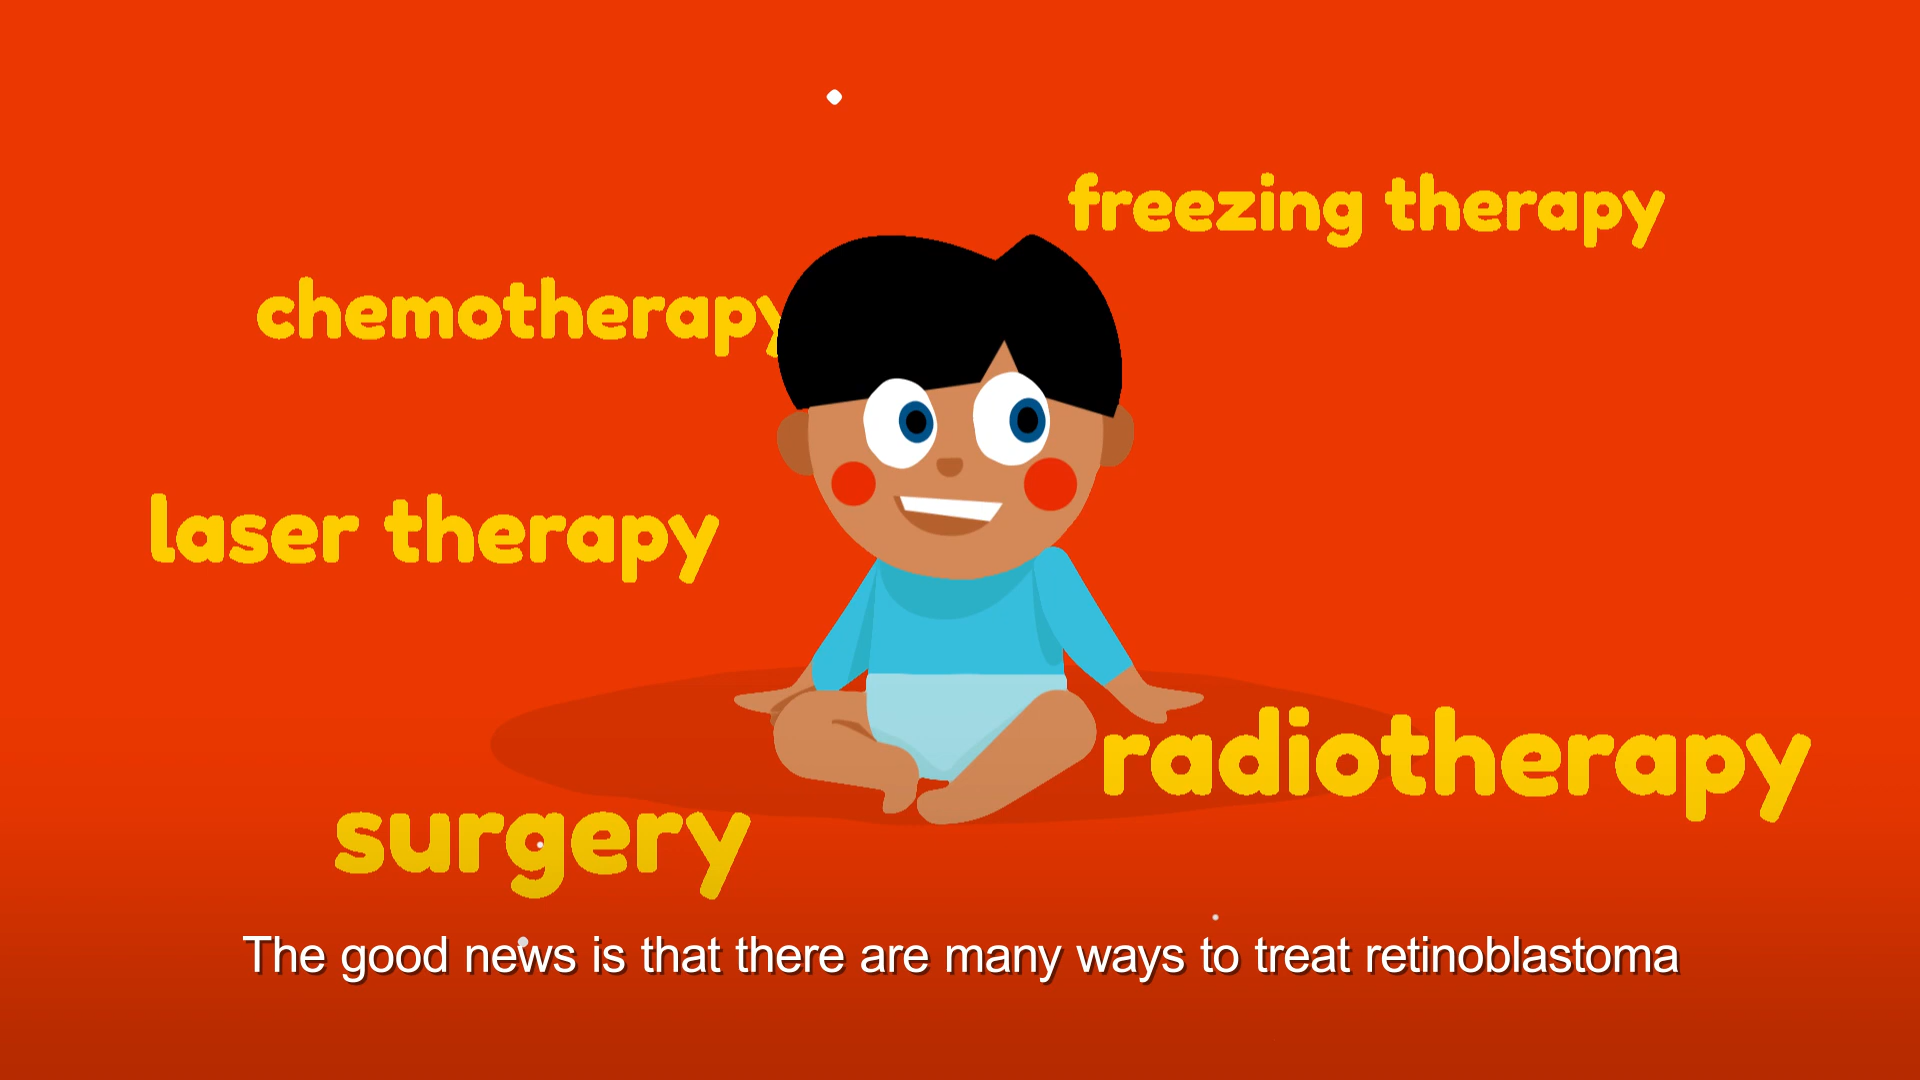 freezing therapy
chemotherapy
laser therapy
radiotherapy
surgery
The good news is that there are many ways to treat retinoblastoma